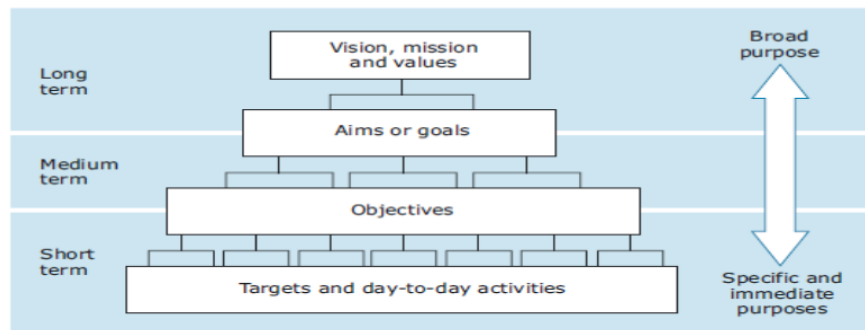 Vision, mission
and values
Broad
purpose
Long
term
Aims or goals
Medium
term
Objectives
Short
term
Targets and day-to-day activities
Specific and
immediate
purposes